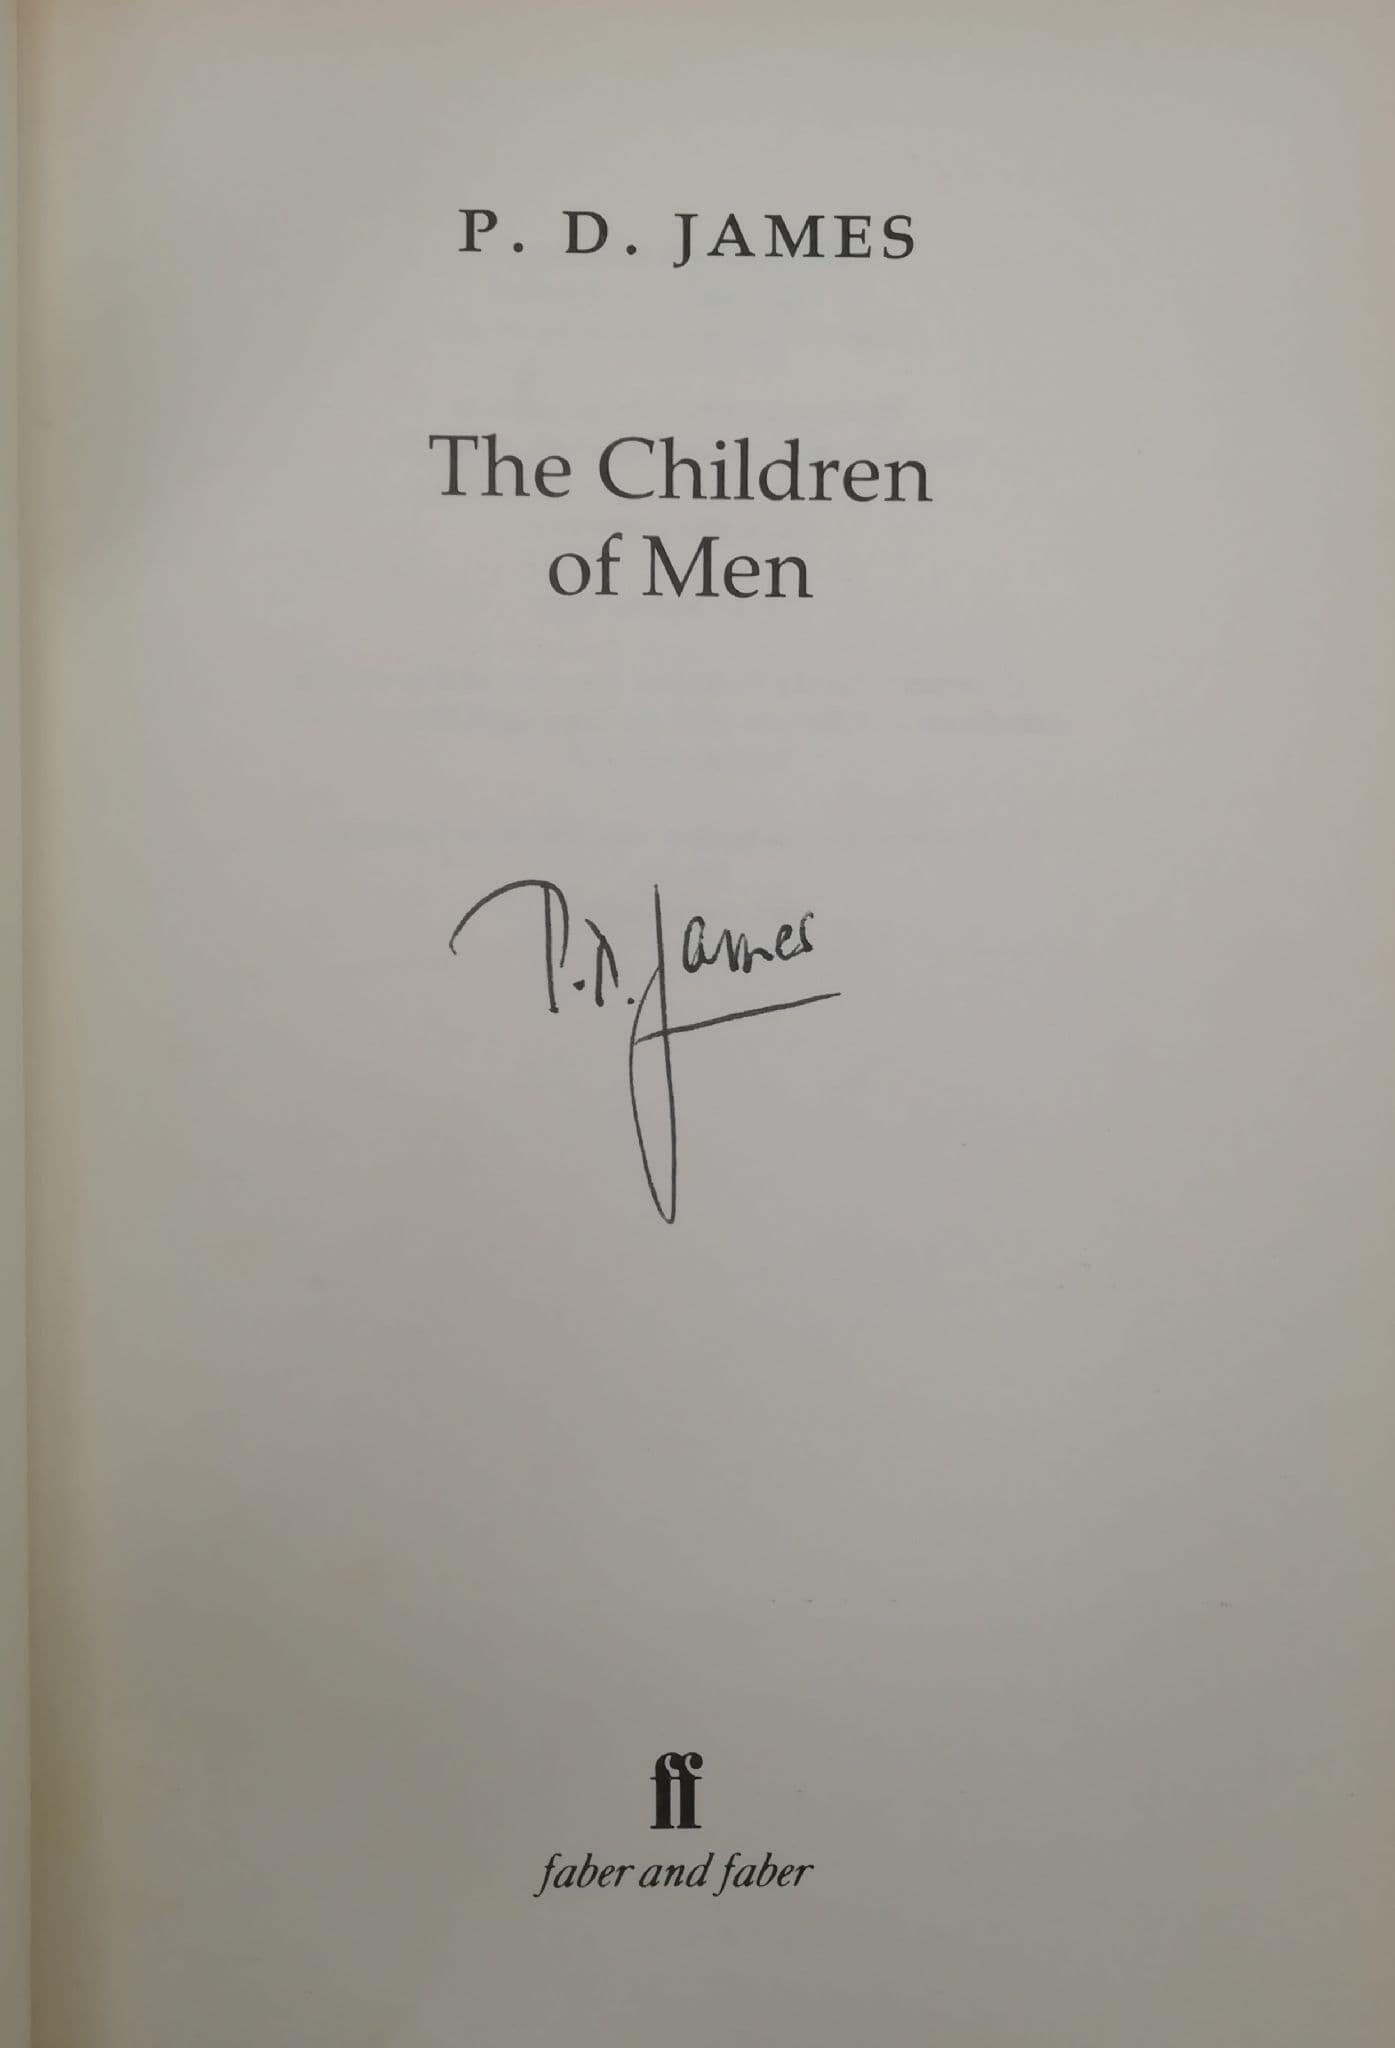 P. D. JAMES
The Children
of Men
P.D. James
ff
faber and faber